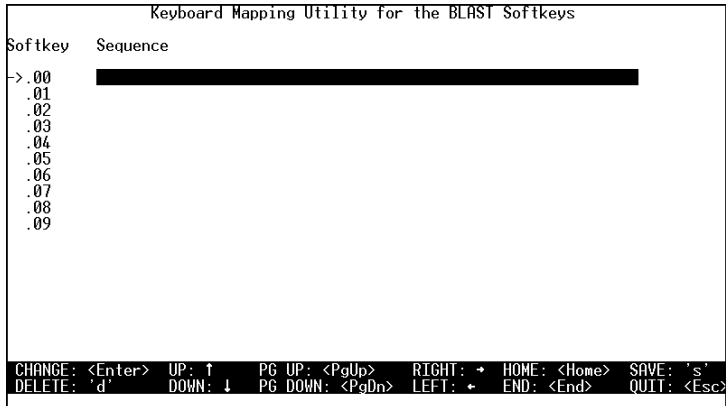 Keyboard Mapping Utility for the BLAST Softkeys
Softkey Sequence
->.00
.01
.02
.03
.04
.05
.06
.07
.08
.09
CHANGE: <Enter> UP: ↑ PG UP: <PgUp> RIGHT: → HOME: <Home> SAVE: 's'
DELETE: 'd' DOWN: ↓ PG DOWN: <PgDn> LEFT: ← END: <End> QUIT: <Esc>